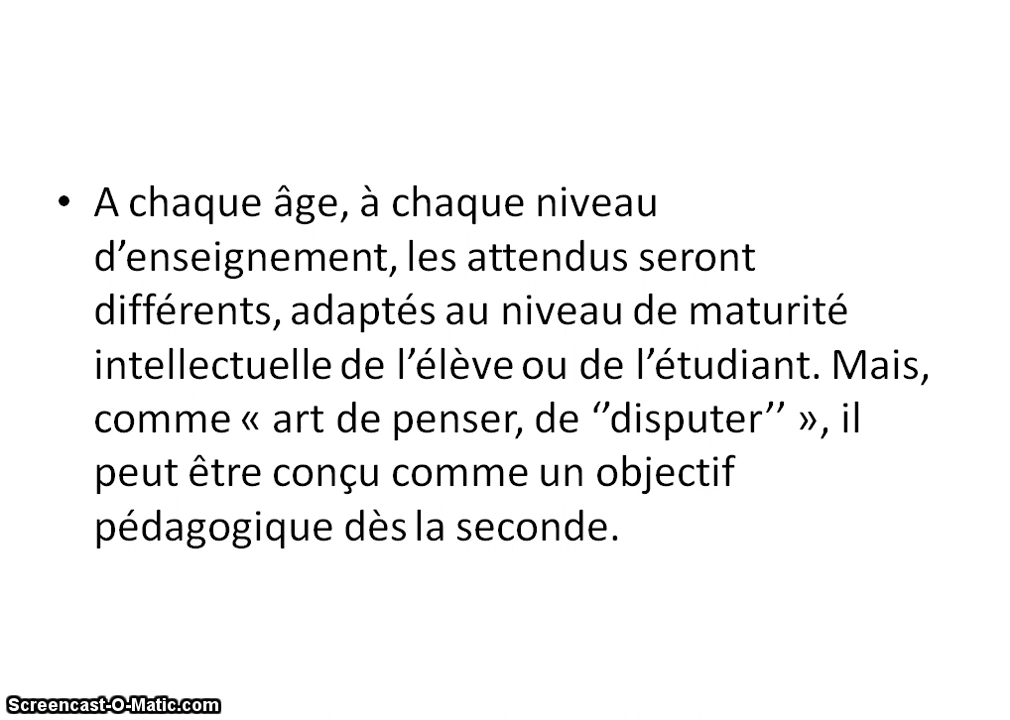 • A chaque âge, à chaque niveau
d’enseignement, les attendus seront
différents, adaptés au niveau de maturité
intellectuelle de l’élève ou de l’étudiant. Mais,
comme « art de penser, de ‘’disputer’’ », il
peut être conçu comme un objectif
pédagogique dès la seconde.
Screencast-O-Matic.com